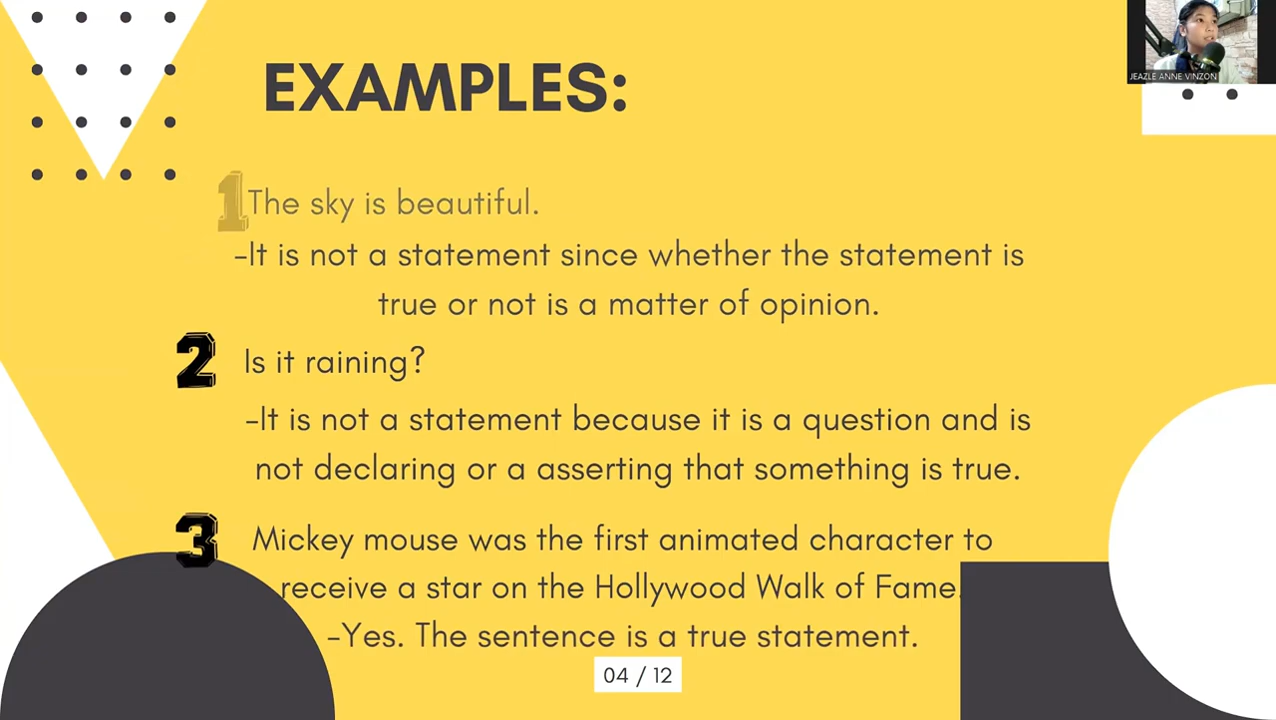 JEAZLE ANNE VINZON
EXAMPLES:
1 The sky is beautiful.
-It is not a statement since whether the statement is
true or not is a matter of opinion.
2 Is it raining?
-It is not a statement because it is a question and is
not declaring or a asserting that something is true.
3 Mickey mouse was the first animated character to
receive a star on the Hollywood Walk of Fame.
-Yes. The sentence is a true statement.
04 / 12